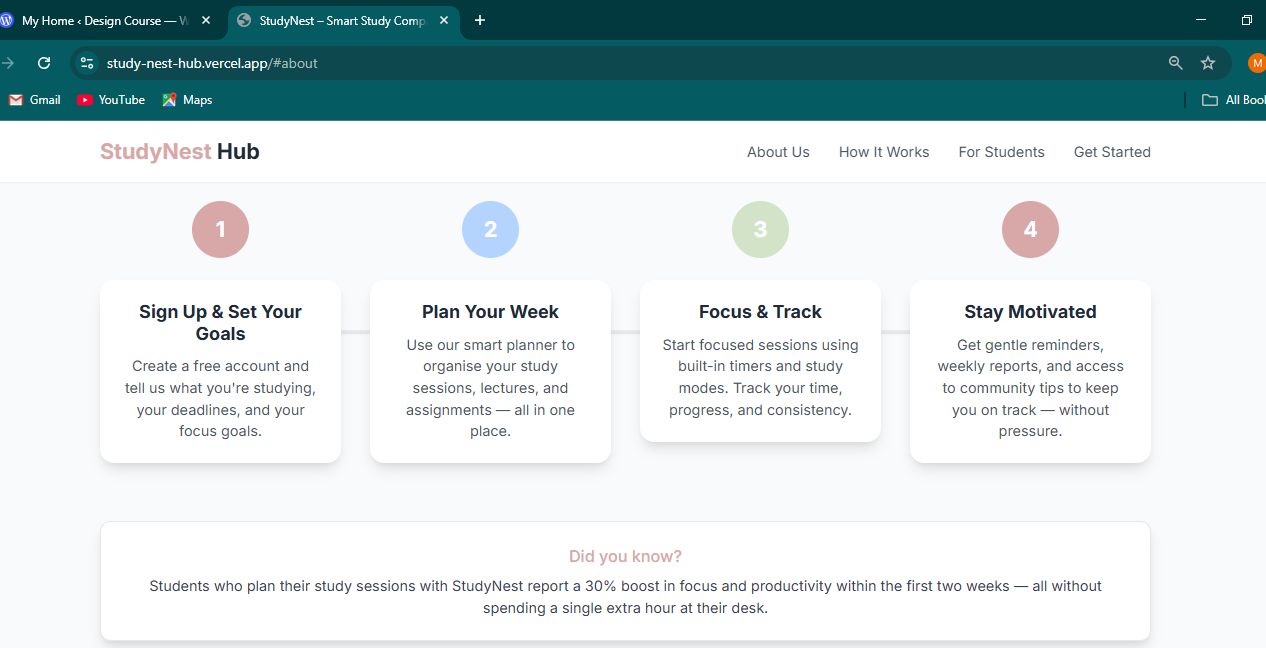 My Home ‹ Design Course — W
StudyNest – Smart Study Comp
study-nest-hub.vercel.app/#about
M
Gmail
YouTube
Maps
All Bool
StudyNest Hub
About Us
How It Works
For Students
Get Started
1
2
3
4
Sign Up & Set Your
Goals
Create a free account and
tell us what you're studying,
your deadlines, and your
focus goals.
Plan Your Week
Use our smart planner to
organise your study
sessions, lectures, and
assignments — all in one
place.
Focus & Track
Start focused sessions using
built-in timers and study
modes. Track your time,
progress, and consistency.
Stay Motivated
Get gentle reminders,
weekly reports, and access
to community tips to keep
you on track — without
pressure.
Did you know?
Students who plan their study sessions with StudyNest report a 30% boost in focus and productivity within the first two weeks — all without
spending a single extra hour at their desk.